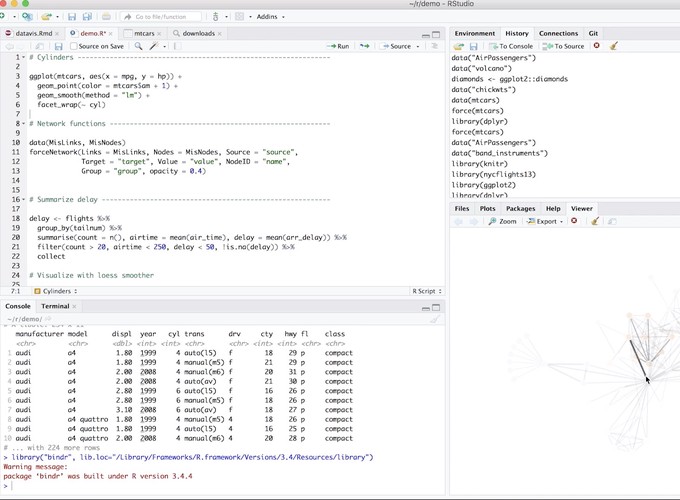 ~/r/demo - RStudio
Go to file/function
Addins
datavis.Rmd
demo.R*
mtcars
downloads
Source on Save
Run
Source
1 # Cylinders
2
3 ggplot(mtcars, aes(x = mpg, y = hp)) +
4 geom_point(color = mtcars$am + 1) +
5 geom_smooth(method = "lm") +
6 facet_wrap(~ cyl)
7
8 # Network functions
9
10 data(MisLinks, MisNodes)
11 forceNetwork(Links = MisLinks, Nodes = MisNodes, Source = "source",
12 Target = "target", Value = "value", NodeID = "name",
13 Group = "group", opacity = 0.4)
14
15
16 # Summarize delay
17
18 delay <- flights %>%
19 group_by(tailnum) %>%
20 summarise(count = n(), airtime = mean(air_time), delay = mean(arr_delay)) %>%
21 filter(count > 20, airtime < 250, delay < 50, !is.na(delay)) %>%
22 collect
23
24 # Visualize with loess smoother
25
7:1 Cylinders
R Script
Console
Terminal
~/r/demo/
manufacturer model displ year cyl trans drv cty hwy fl class
<chr> <chr> <dbl> <int> <int> <chr> <chr> <int> <int> <chr> <chr>
1 audi a4 1.80 1999 4 auto(l5) f 18 29 p compact
2 audi a4 1.80 1999 4 manual(m5) f 21 29 p compact
3 audi a4 2.00 2008 4 manual(m6) f 20 31 p compact
4 audi a4 2.00 2008 4 auto(av) f 21 30 p compact
5 audi a4 2.80 1999 6 auto(l5) f 16 26 p compact
6 audi a4 2.80 1999 6 manual(m5) f 18 26 p compact
7 audi a4 3.10 2008 6 auto(av) f 18 27 p compact
8 audi a4 quattro 1.80 1999 4 manual(m5) 4 18 26 p compact
9 audi a4 quattro 1.80 1999 4 auto(l5) 4 16 25 p compact
10 audi a4 quattro 2.00 2008 4 manual(m6) 4 20 28 p compact
# ... with 224 more rows
> library("bindr", lib.loc="/Library/Frameworks/R.framework/Versions/3.4/Resources/library")
Warning message:
package 'bindr' was built under R version 3.4.4
>
Environment
History
Connections
Git
To Console
To Source
data("AirPassengers")
data("volcano")
diamonds <- ggplot2::diamonds
data("chickwts")
data(mtcars)
force(mtcars)
library(dplyr)
force(mtcars)
data("AirPassengers")
data("band_instruments")
library(knitr)
library(nycflights13)
library(ggplot2)
library(dplyr)
Files
Plots
Packages
Help
Viewer
Zoom
Export